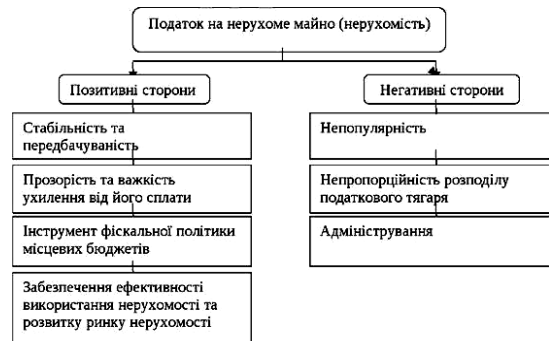 Податок на нерухоме майно (нерухомість)
Позитивні сторони
Стабільність та
передбачуваність
Прозорість та важкість
ухилення від його сплати
Інструмент фіскальної політики
місцевих бюджетів
Забезпечення ефективності
використання нерухомості та
розвитку ринку нерухомості
Негативні сторони
Непопулярність
Непропорційність розподілу
податкового тягаря
Адміністрування